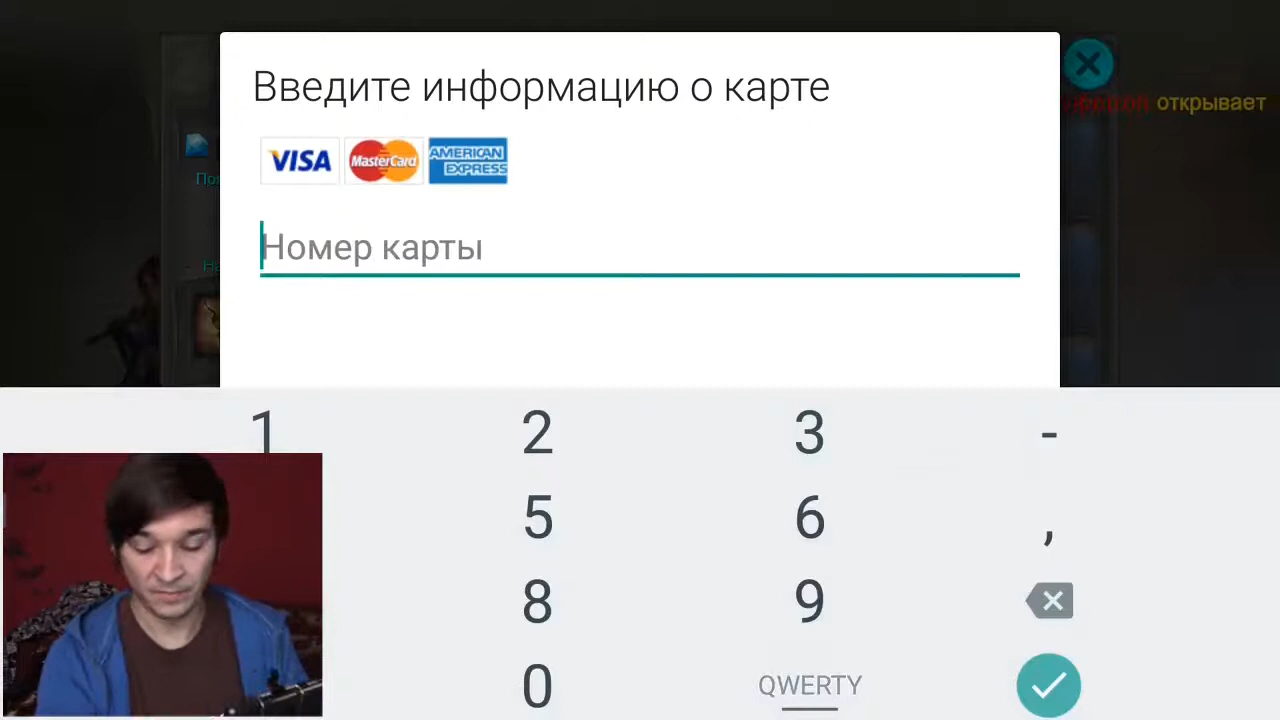 Введите информацию о карте
VISA MasterCard AMERICAN EXPRESS
открывает
Номер карты
1 2 3 -
5 6 ,
8 9
0 QWERTY